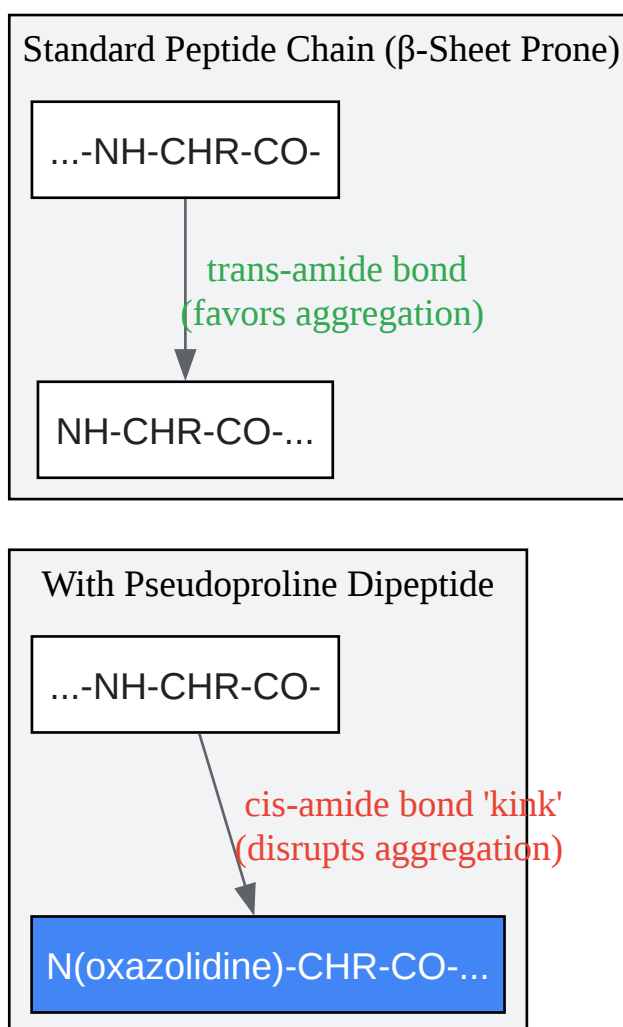 Standard Peptide Chain (β-Sheet Prone)
...-NH-CHR-CO-
trans-amide bond
(favors aggregation)
NH-CHR-CO-...
With Pseudoproline Dipeptide
...-NH-CHR-CO-
cis-amide bond 'kink'
(disrupts aggregation)
N(oxazolidine)-CHR-CO-...